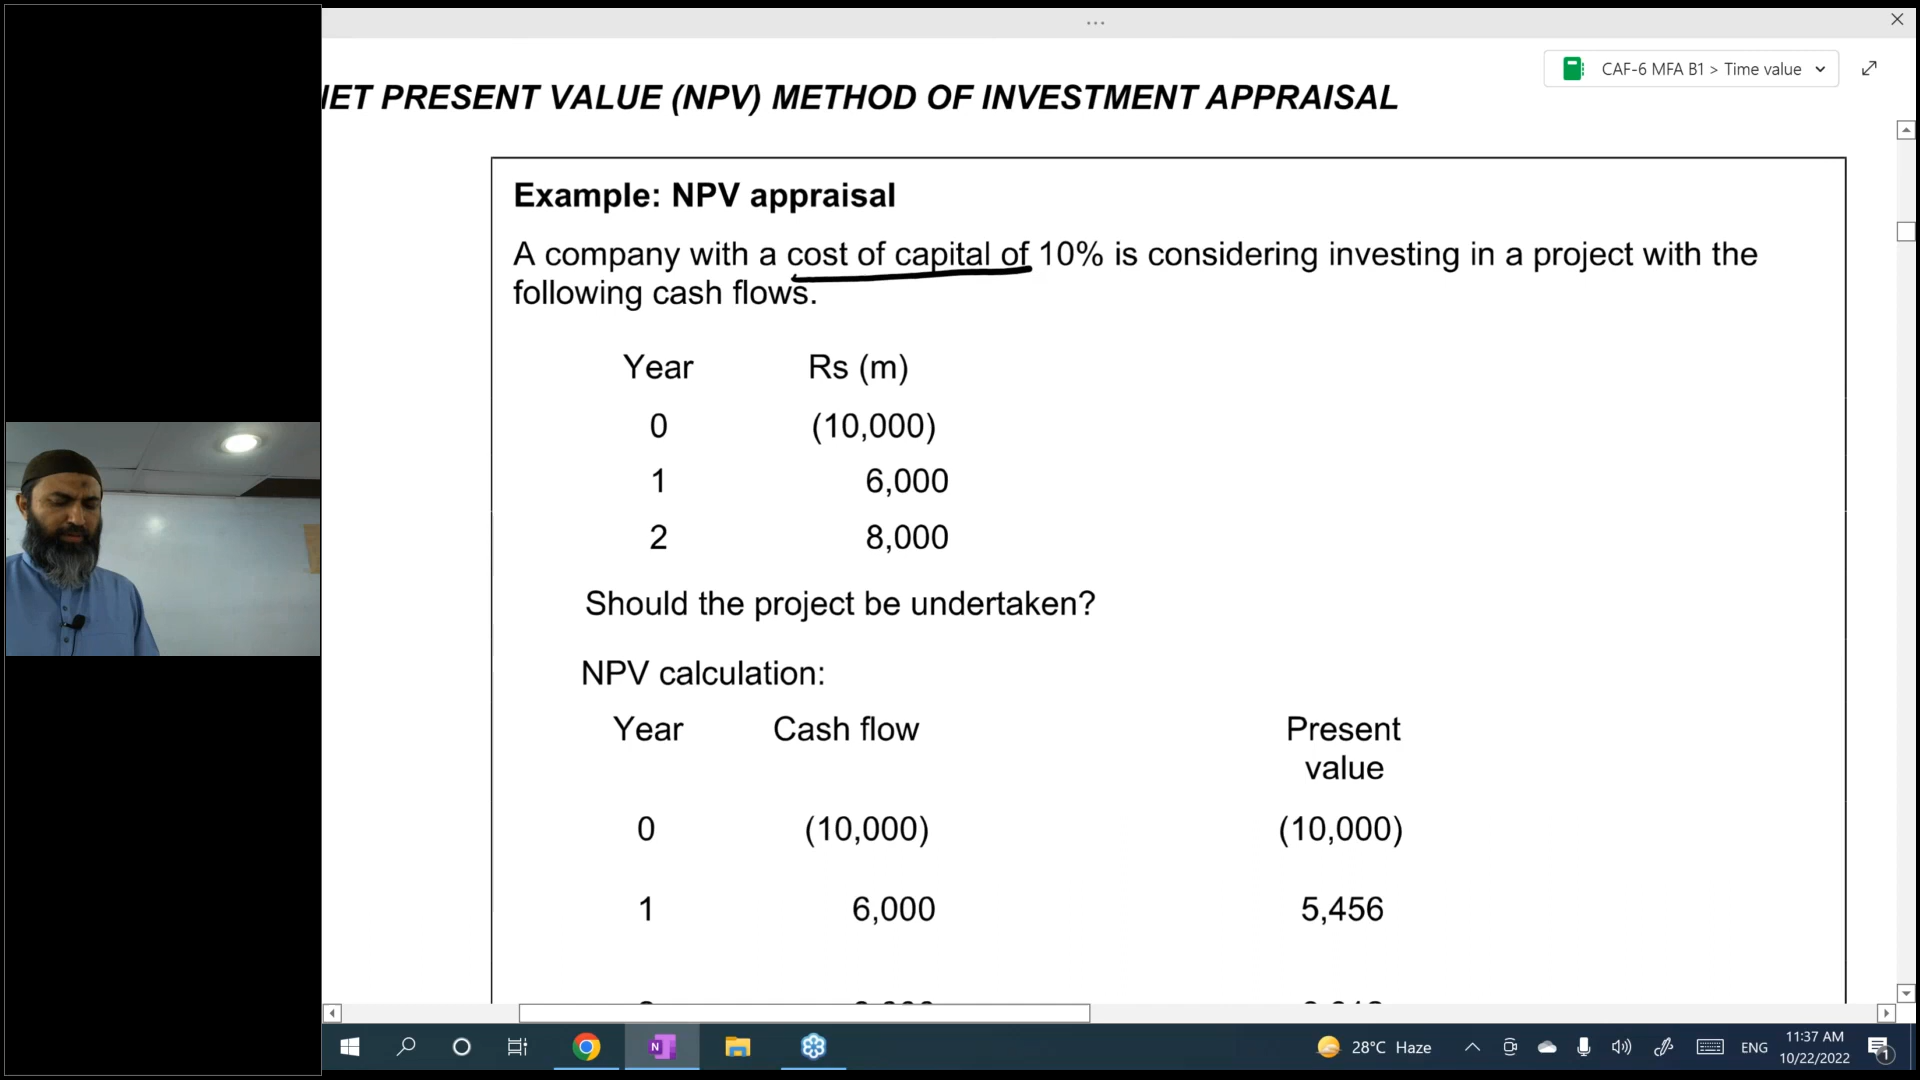 CAF-6 MFA B1 > Time value
PRESENT VALUE (NPV) METHOD OF INVESTMENT APPRAISAL
Example: NPV appraisal
A company with a cost of capital of 10% is considering investing in a project with the
following cash flows.
Year Rs (m)
0 (10,000)
1 6,000
2 8,000
Should the project be undertaken?
NPV calculation:
Year Cash flow Present
value
0 (10,000) (10,000)
1 6,000 5,456
28°C Haze ENG 11:37 AM
10/22/2022
1